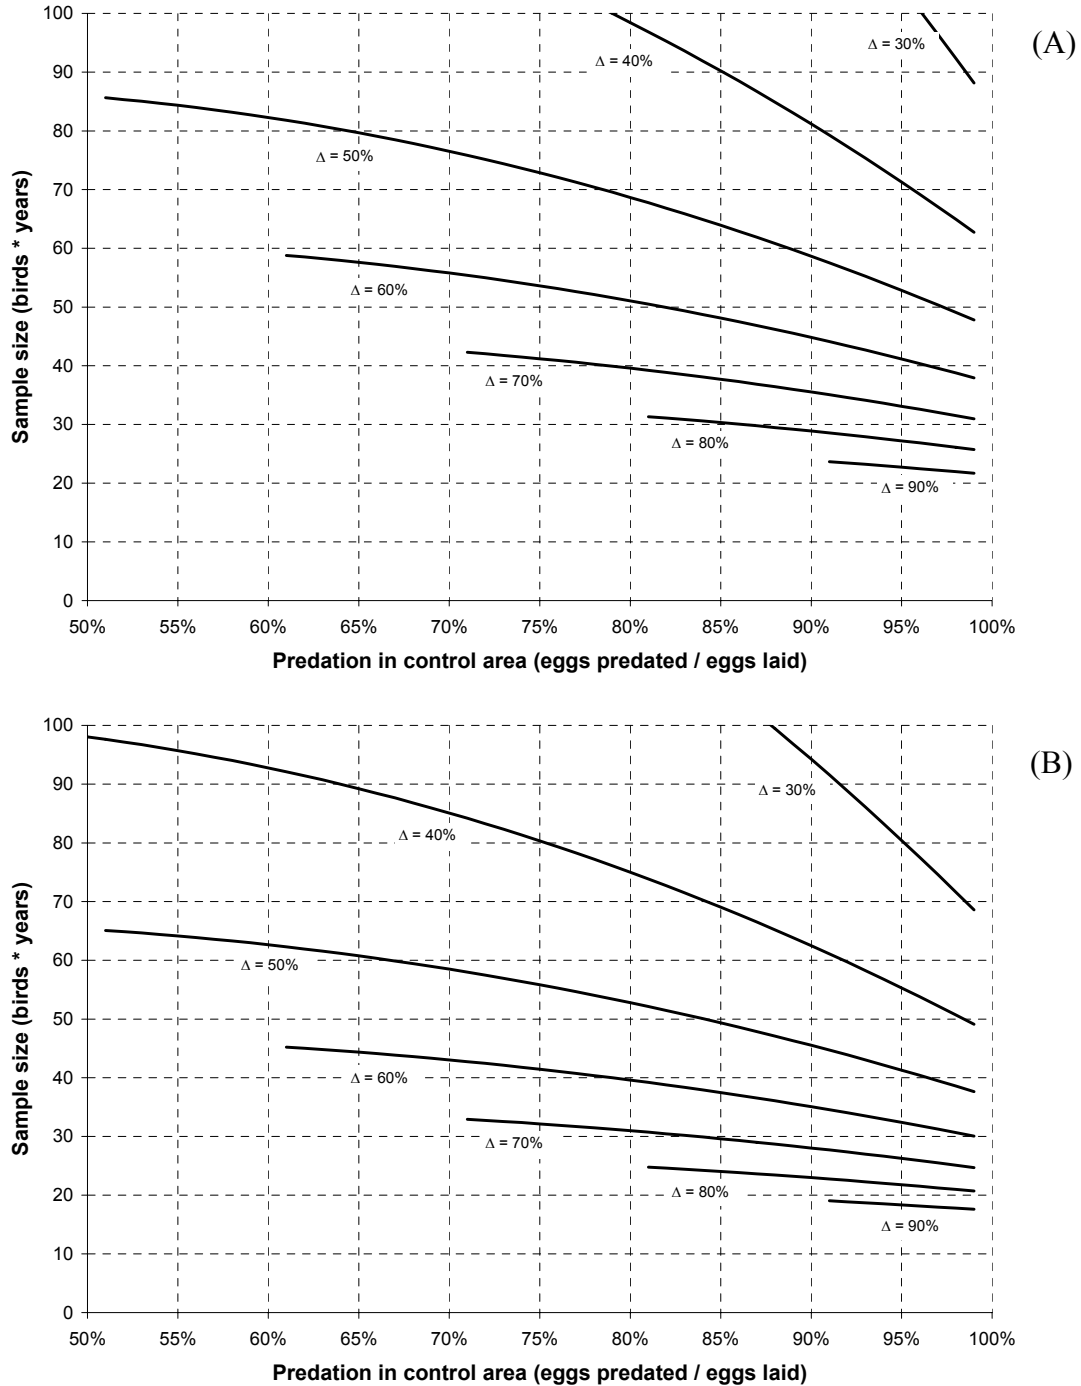 100
(A)
Δ = 30%
Δ = 40%
90
80
Δ = 50%
70
60
Δ = 60%
50
40
Δ = 70%
30
Δ = 80%
20
Δ = 90%
10
0
Sample size (birds * years)
50% 55% 60% 65% 70% 75% 80% 85% 90% 95% 100%
Predation in control area (eggs predated / eggs laid)
100
(B)
90
Δ = 30%
Δ = 40%
80
70
60
Δ = 50%
50
40
Δ = 60%
30
Δ = 70%
20
Δ = 80%
Δ = 90%
10
0
Sample size (birds * years)
50% 55% 60% 65% 70% 75% 80% 85% 90% 95% 100%
Predation in control area (eggs predated / eggs laid)